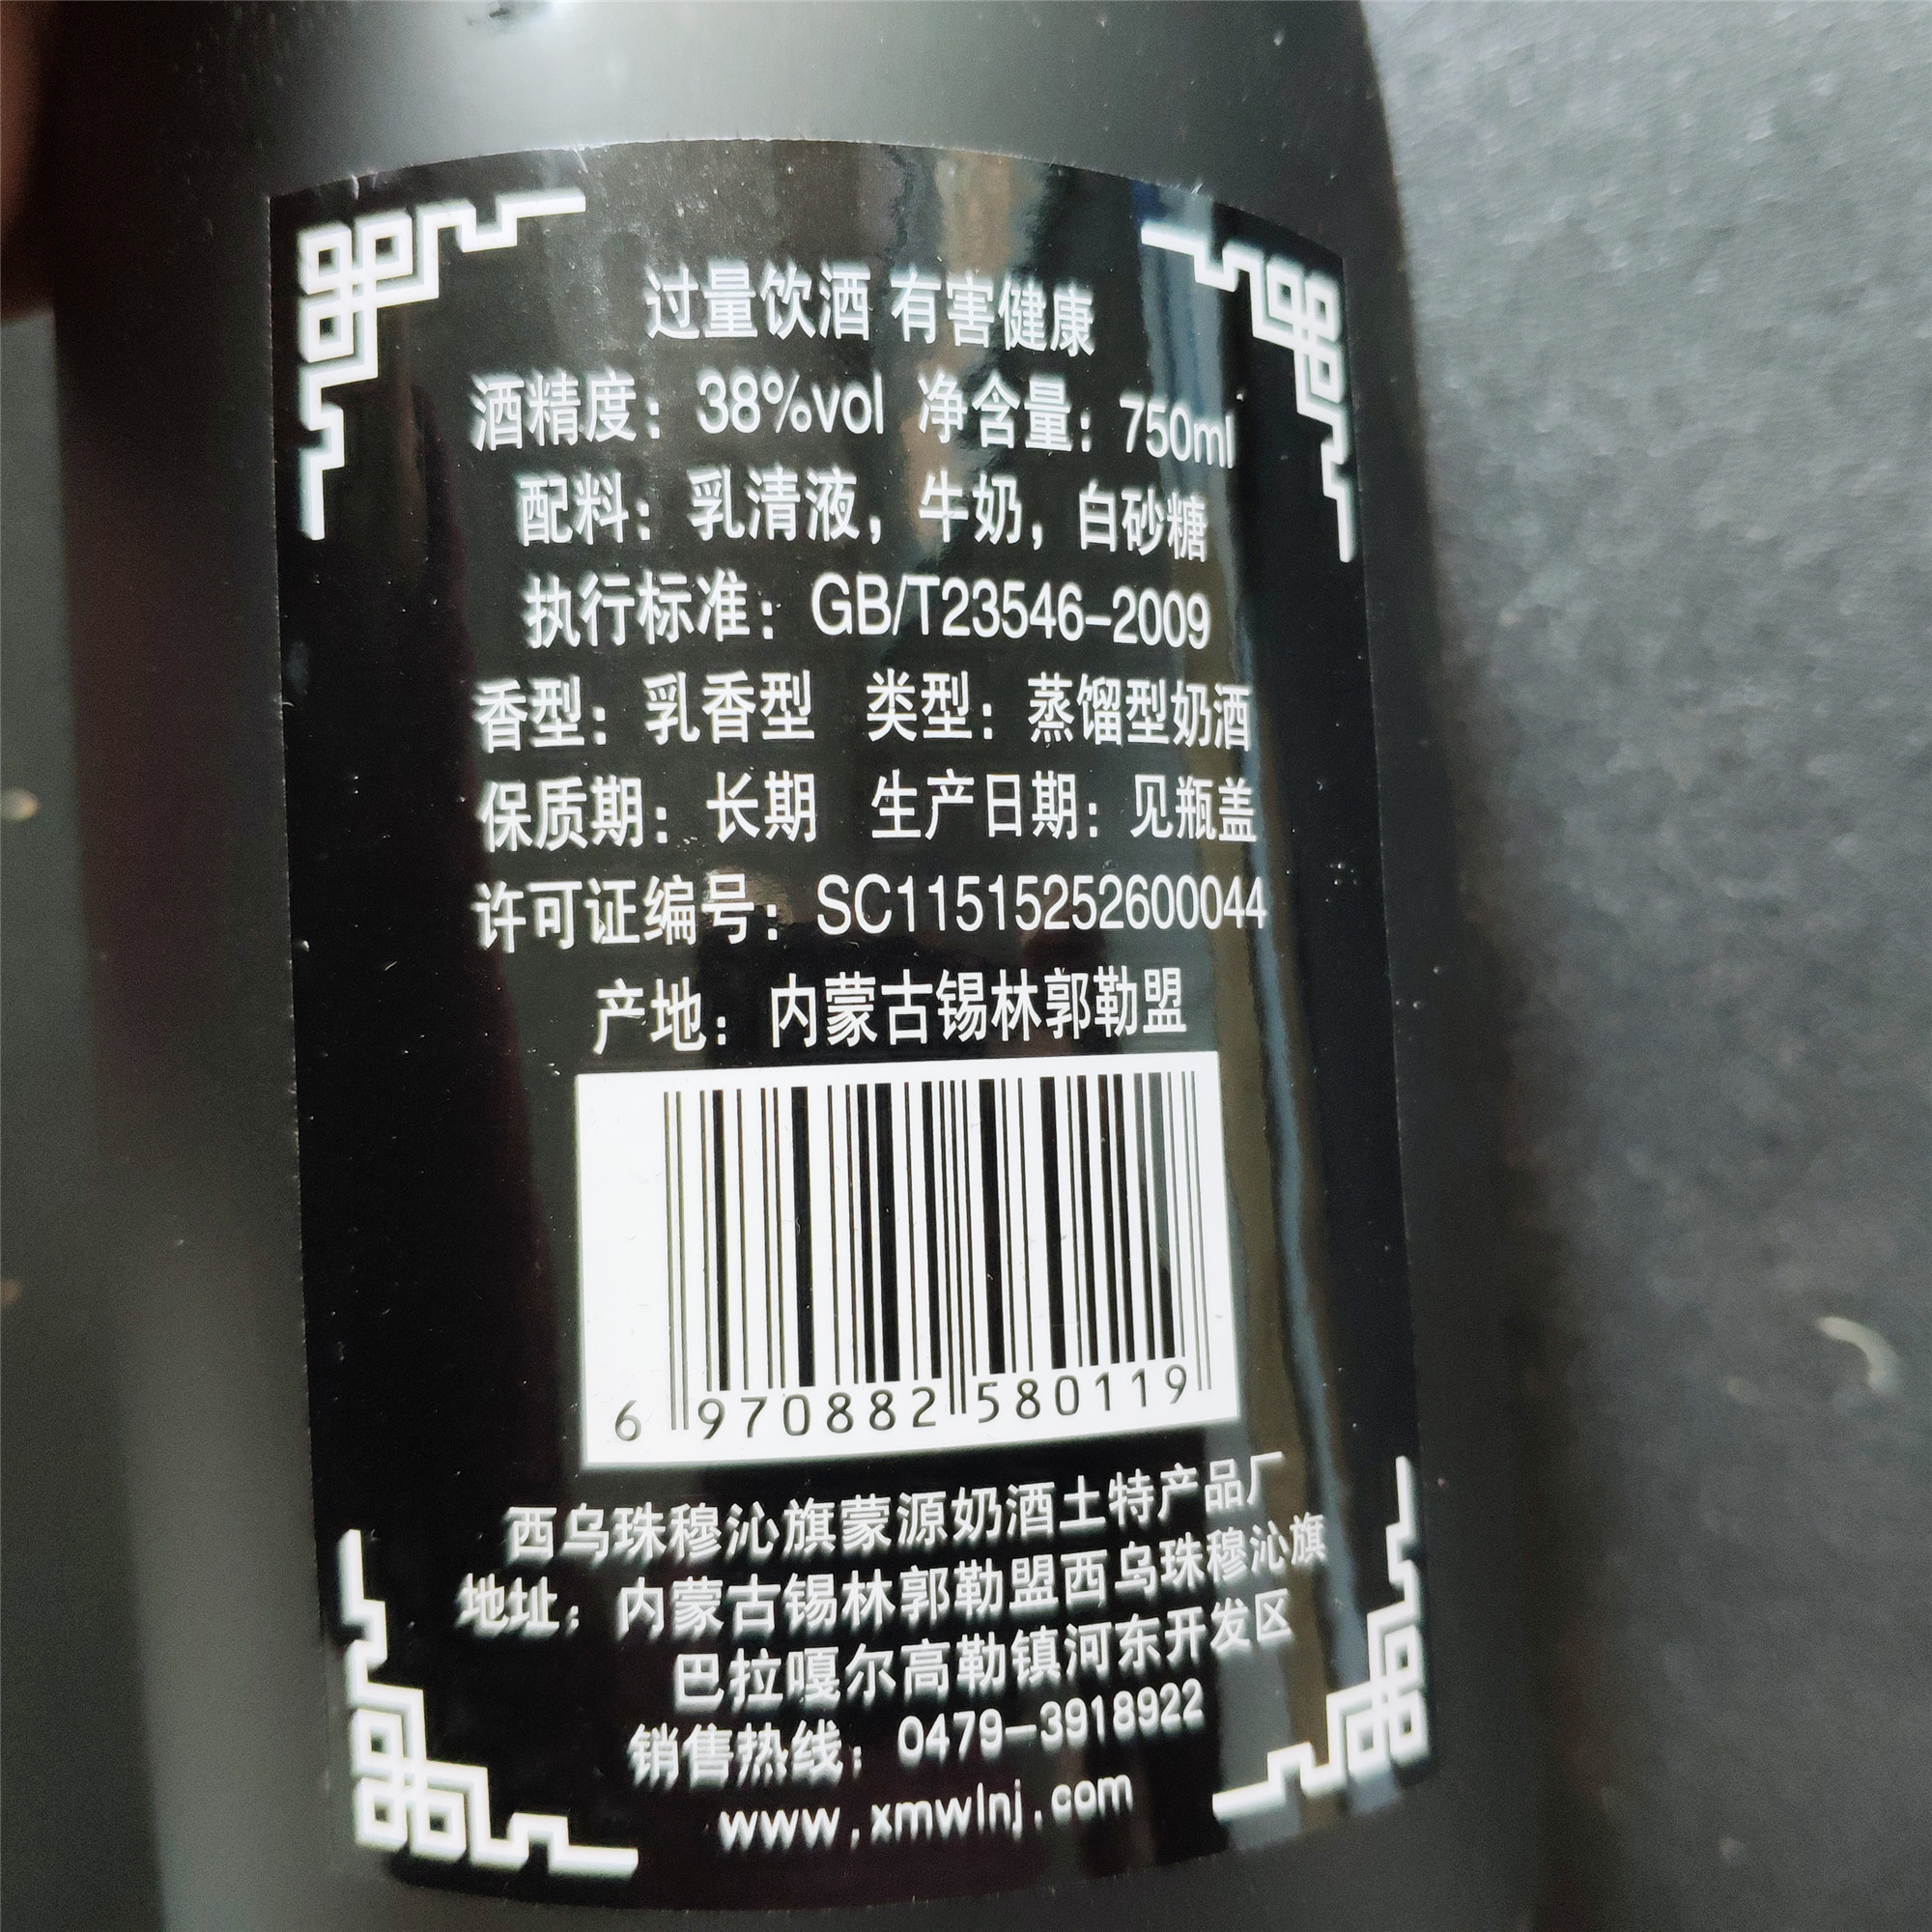 过量饮酒 有害健康
酒精度：38%vol 净含量：750ml
配料：乳清液，牛奶，白砂糖
执行标准：GB/T23546-2009
香型：乳香型 类型：蒸馏型奶酒
保质期：长期 生产日期：见瓶盖
许可证编号：SC11515252600044
产地：内蒙古锡林郭勒盟
6 970882 580119
西乌珠穆沁旗蒙源奶酒土特产品厂
地址：内蒙古锡林郭勒盟西乌珠穆沁旗
巴拉嘎尔高勒镇河东开发区
销售热线：0479-3918922
www.xmwlnj.com